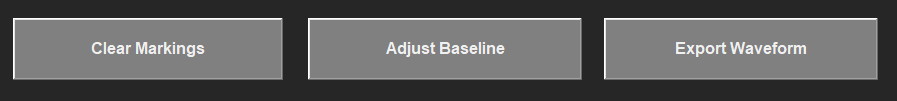 Clear Markings
Adjust Baseline
Export Waveform